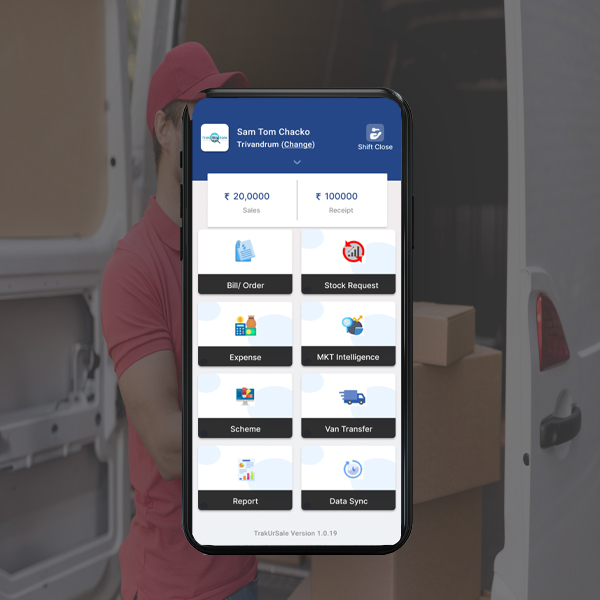 Sam Tom Chacko
Trivandrum (Change)
Shift Close
₹ 20,0000
₹ 100000
Sales
Receipt
Bill/ Order
Stock Request
Expense
MKT Intelligence
Scheme
Van Transfer
Report
Data Sync
TrakUrSale Version 1.0.19